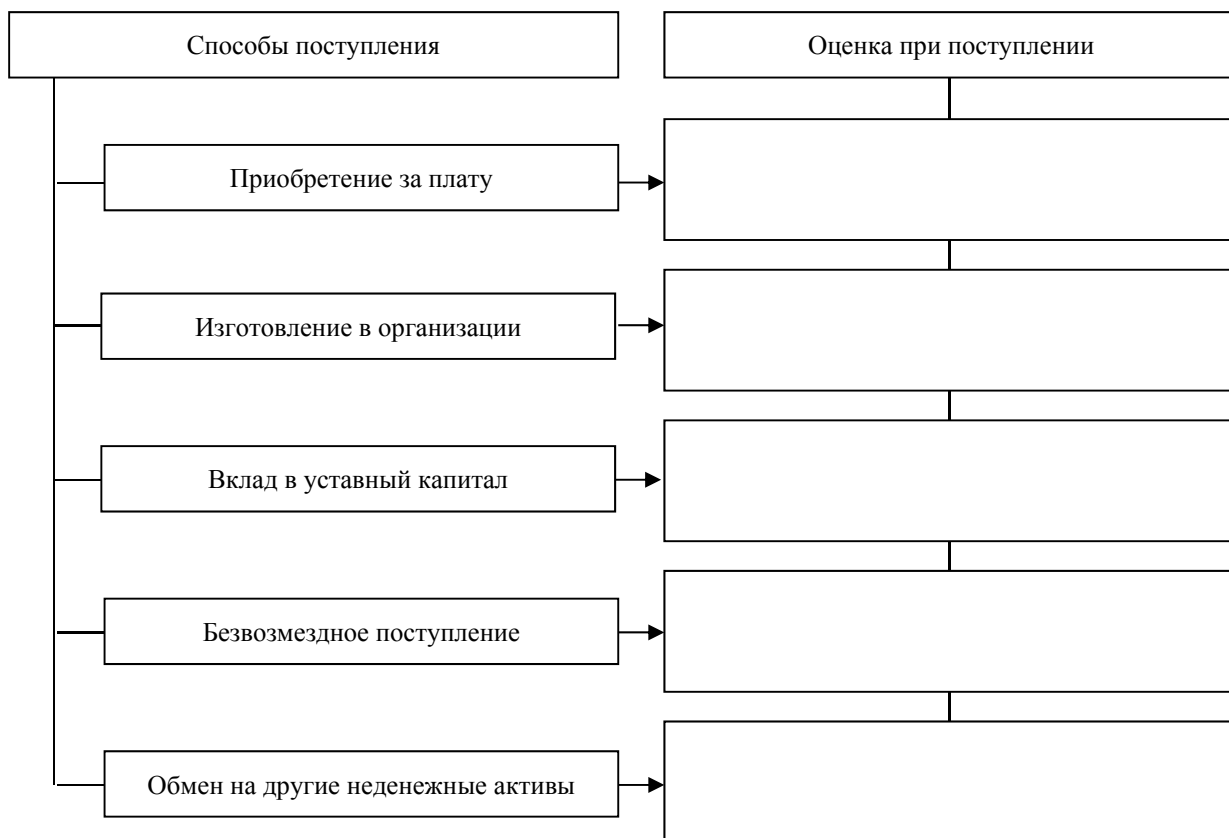 Способы поступления
Оценка при поступлении
Приобретение за плату
Изготовление в организации
Вклад в уставный капитал
Безвозмездное поступление
Обмен на другие неденежные активы